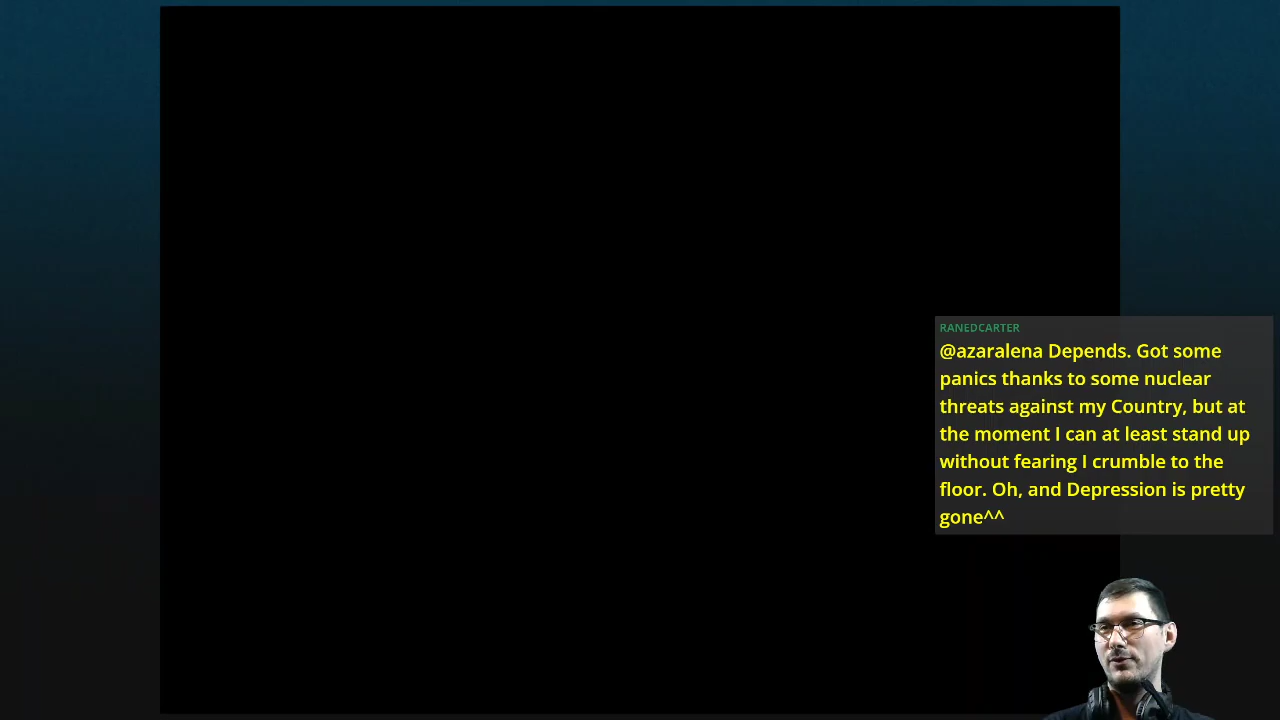 RANEDCARTER
@azaralena Depends. Got some
panics thanks to some nuclear
threats against my Country, but at
the moment I can at least stand up
without fearing I crumble to the
floor. Oh, and Depression is pretty
gone^^